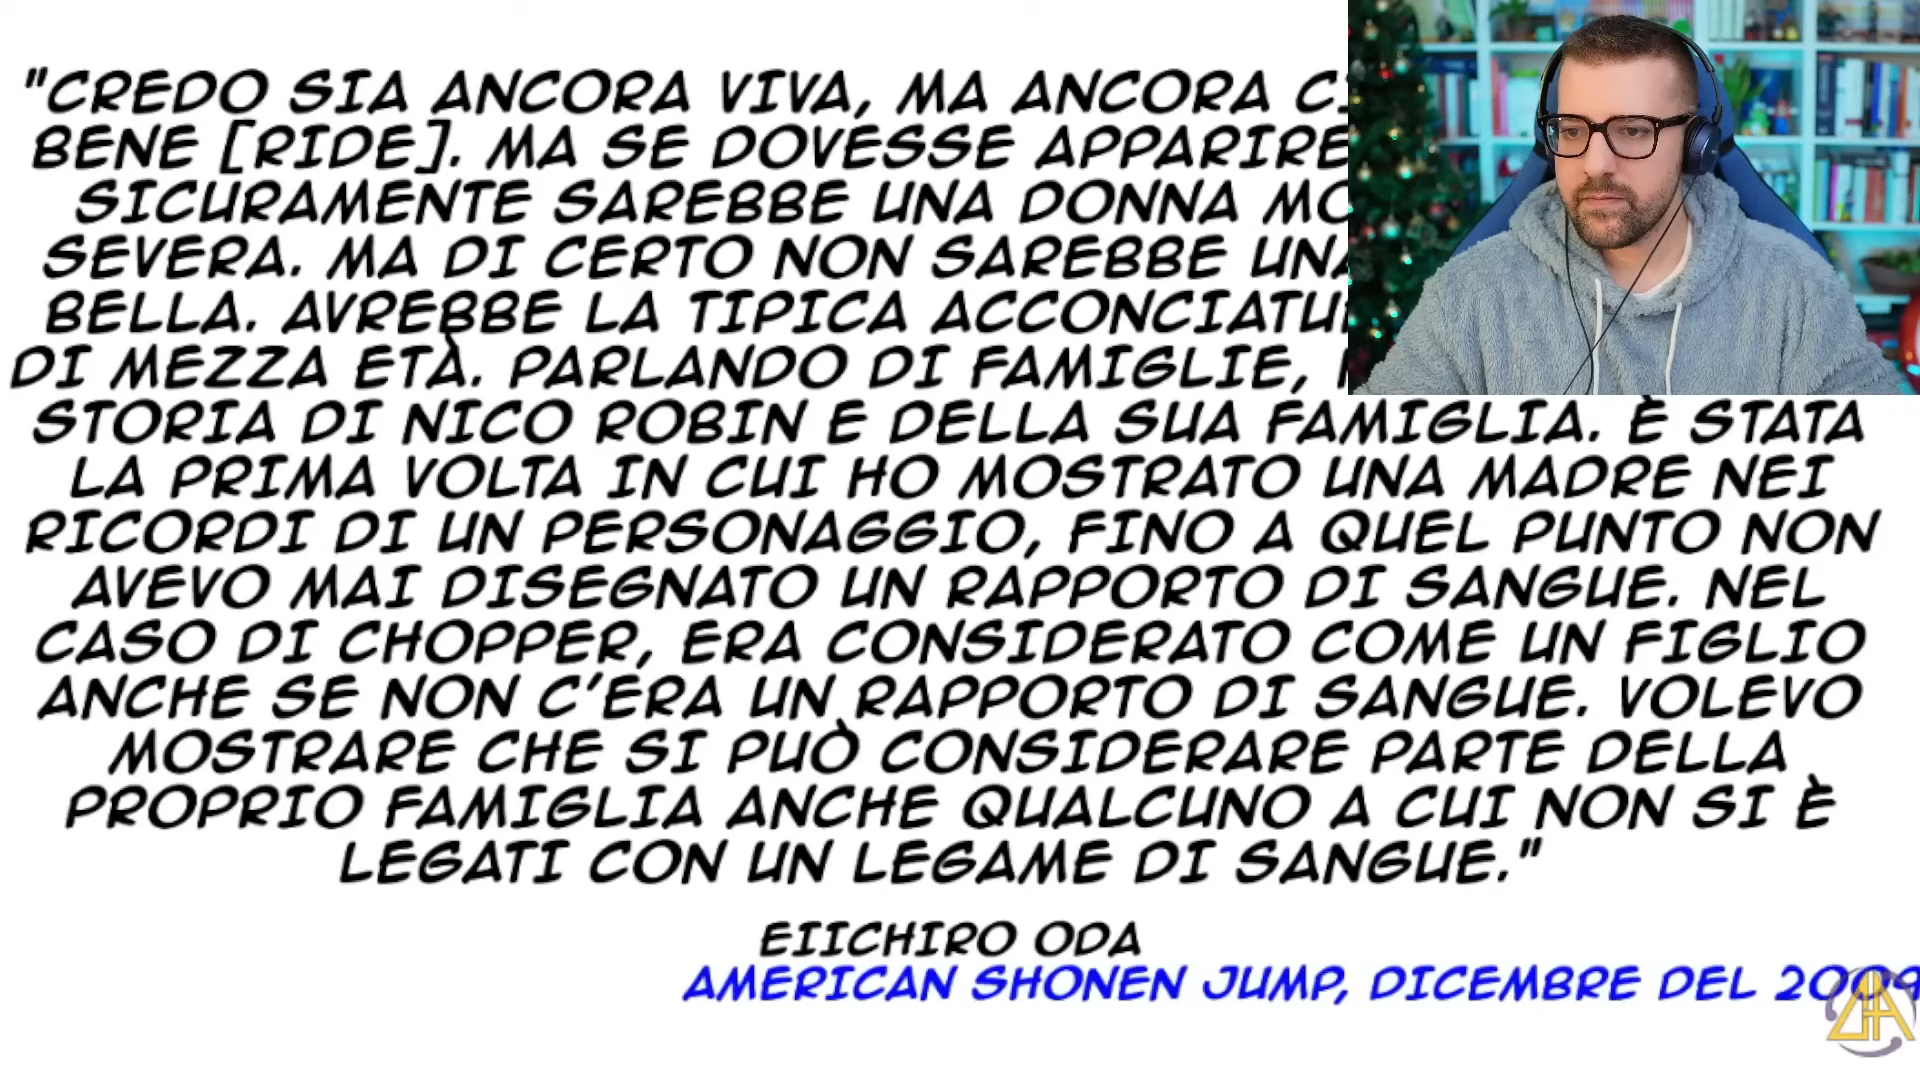 "CREDO SIA ANCORA VIVA, MA ANCORA
BENE [RIDE]. MA SE DOVESSE APPARIRE
SICURAMENTE SAREBBE UNA DONNA
SEVERA. MA DI CERTO NON SAREBBE
BELLA. AVREBBE LA TIPICA
DI MEZZA ETÀ. PARLANDO DI FAMIGLIE,
STORIA DI NICO ROBIN E DELLA SUA FAMIGLIA. È STATA
LA PRIMA VOLTA IN CUI HO MOSTRATO UNA MADRE NEI
RICORDI DI UN PERSONAGGIO, FINO A QUEL PUNTO NON
AVEVO MAI DISEGNATO UN RAPPORTO DI SANGUE. NEL
CASO DI CHOPPER, ERA CONSIDERATO COME UN FIGLIO
ANCHE SE NON C'ERA UN RAPPORTO DI SANGUE. VOLEVO
MOSTRARE CHE SI PUÒ CONSIDERARE PARTE DELLA
PROPRIO FAMIGLIA ANCHE QUALCUNO A CUI NON SI È
LEGATI CON UN LEGAME DI SANGUE."
EIICHIRO ODA
AMERICAN SHONEN JUMP, DICEMBRE DEL 2009